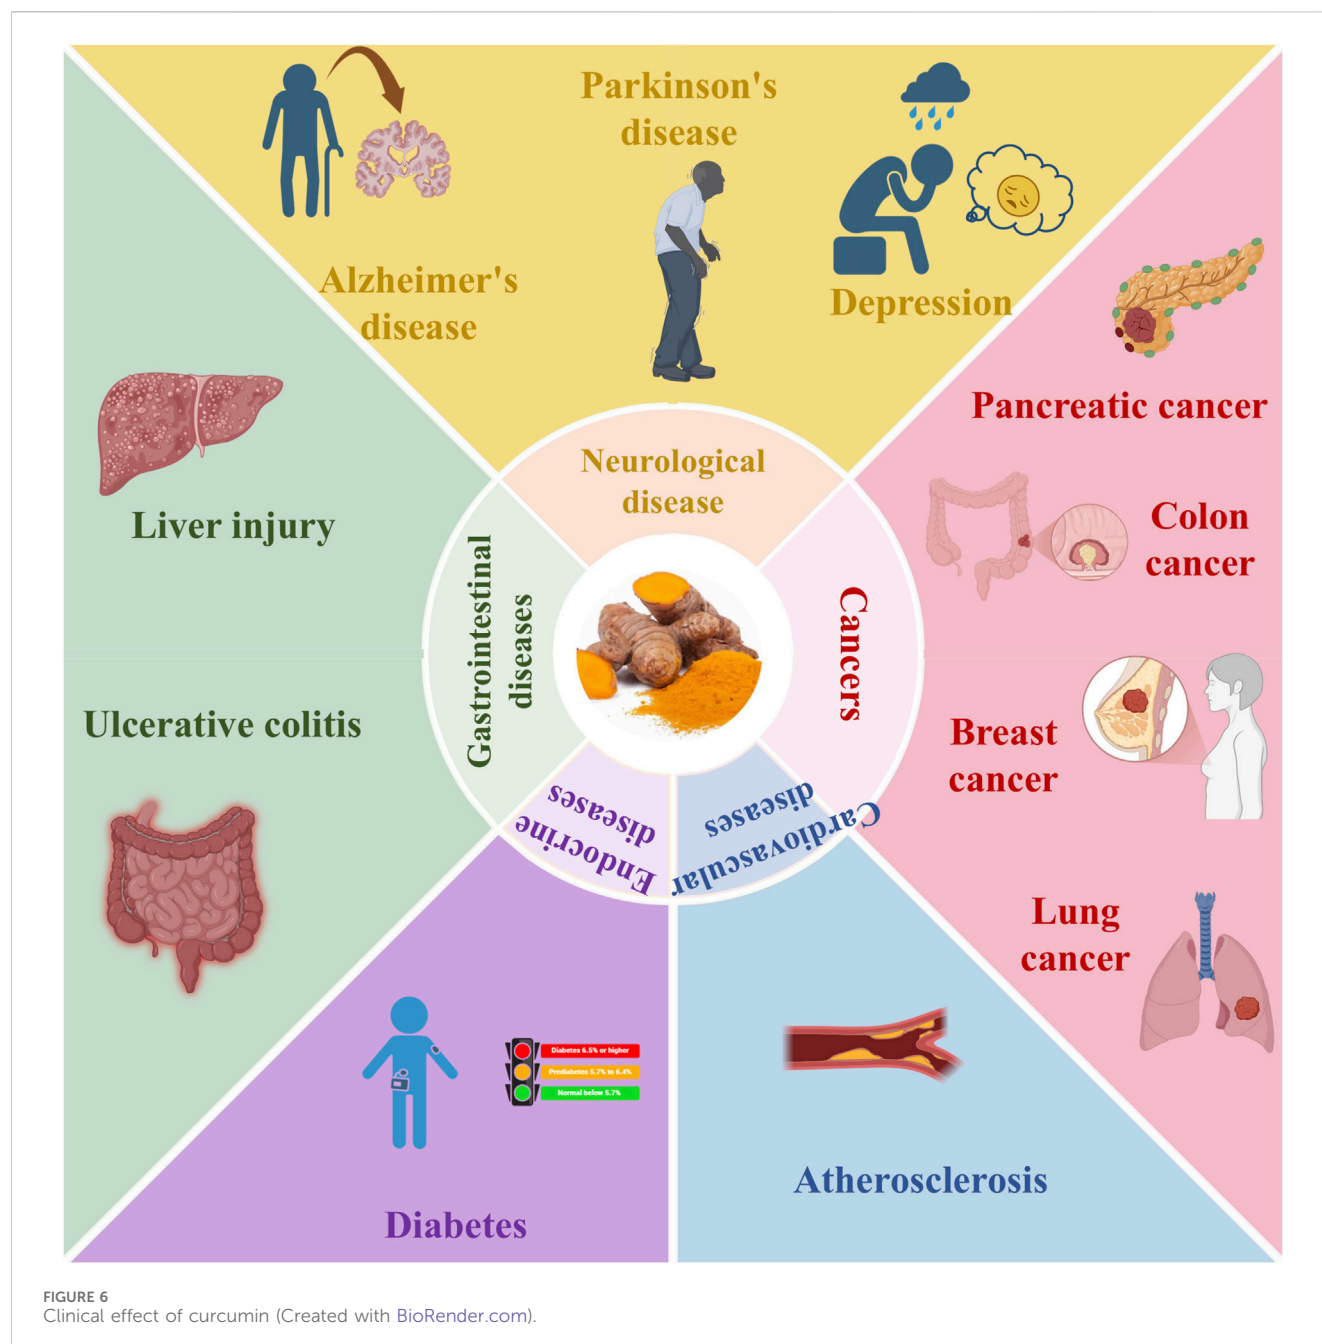 Parkinson's
disease
Alzheimer's
disease
Depression
Neurological
disease
Pancreatic cancer
Colon
cancer
Breast
cancer
Lung
cancer
Cancers
Liver injury
Ulcerative colitis
Gastrointestinal
diseases
Endocrine
diseases
Cardiovascular
diseases
Diabetes 6.5% or higher
Prediabetes 5.7% to 6.4%
Normal below 5.7%
Diabetes
Atherosclerosis
FIGURE 6
Clinical effect of curcumin (Created with BioRender.com).